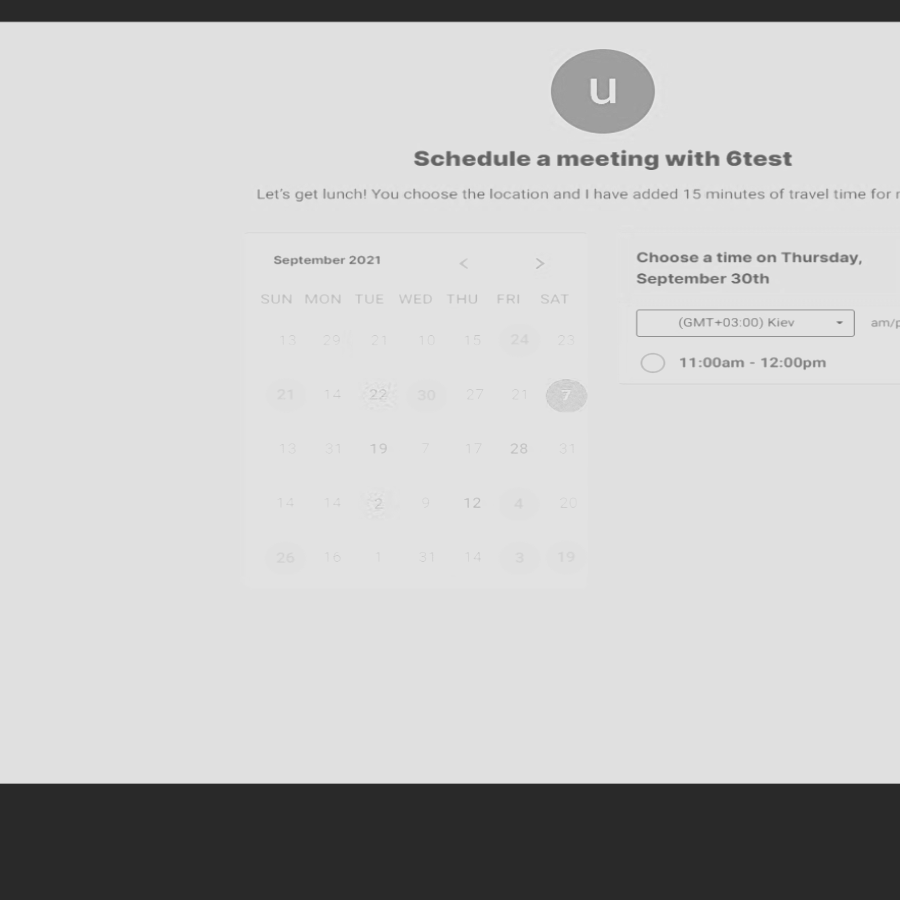 u
Schedule a meeting with 6test
Let's get lunch! You choose the location and I have added 15 minutes of travel time for
September 2021 < >
SUN MON TUE WED THU FRI SAT
13 29 21 10 15 24 23
21 14 22 30 27 21 7
13 31 19 7 17 28 31
14 14 2 9 12 4 20
26 16 1 31 14 3 19
Choose a time on Thursday,
September 30th
(GMT+03:00) Kiev am/p
11:00am - 12:00pm